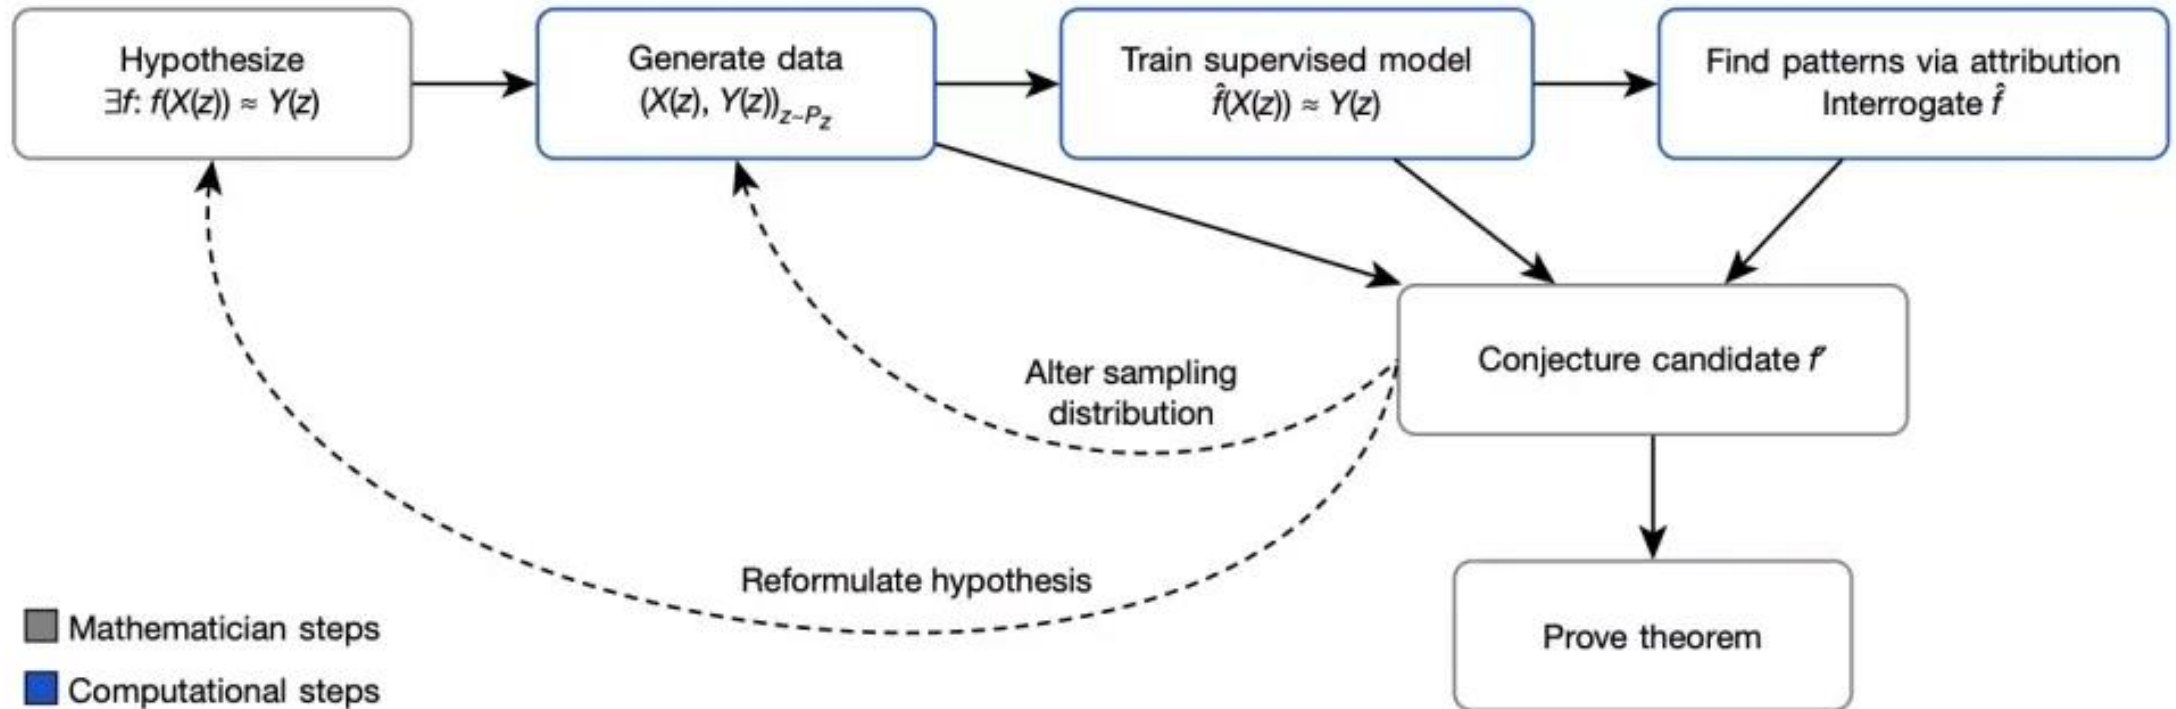 Hypothesize
∃f: f(X(z)) ≈ Y(z)
Generate data
(X(z), Y(z))z~PZ
Train supervised model
f̂(X(z)) ≈ Y(z)
Find patterns via attribution
Interrogate f̂
Conjecture candidate f′
Alter sampling
distribution
Reformulate hypothesis
Prove theorem
Mathematician steps
Computational steps